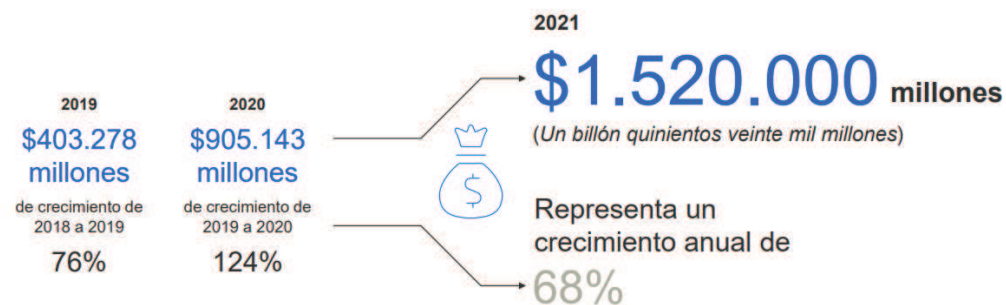 2019
$403.278
millones
de crecimiento de
2018 a 2019
76%
2020
$905.143
millones
de crecimiento de
2019 a 2020
124%
$
2021
$1.520.000 millones
(Un billón quinientos veinte mil millones)
Representa un
crecimiento anual de
68%